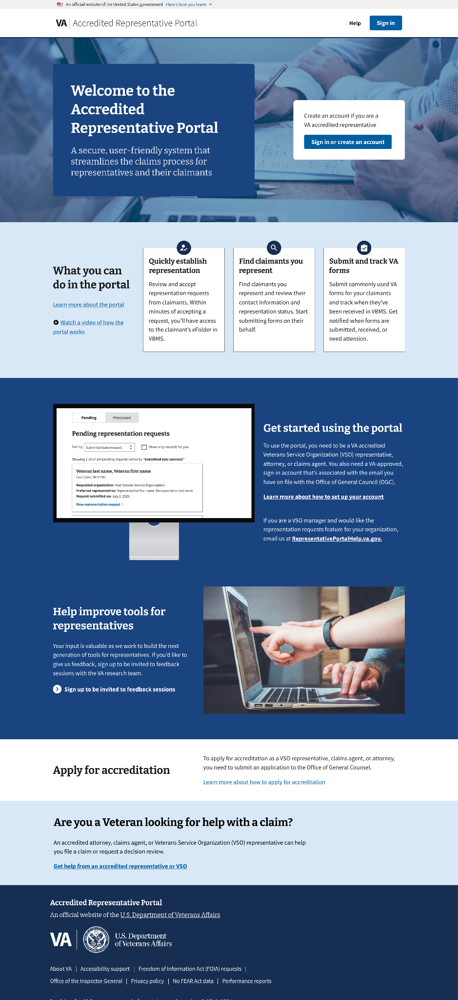 An official website of the United States government Here's how you know
VA Accredited Representative Portal
Help
Sign in
Welcome to the
Accredited
Representative Portal
A secure, user-friendly system that
streamlines the claims process for
representatives and their claimants
Create an account if you are a
VA accredited representative
Sign in or create an account
What you can
do in the portal
Learn more about the portal
Watch a video of how the
portal works
Quickly establish
representation
Review and accept
representation requests
from claimants. Within
minutes of accepting a
request, you'll have access
to the claimant's eFolder in
VBMS.
Find claimants you
represent
Find claimants you
represent and review their
contact information and
representation status. Start
submitting forms on their
behalf.
Submit and track VA
forms
Submit commonly used VA
forms for your claimants
and track when they've
been received in VBMS. Get
notified when forms are
submitted, received, or
need attention.
Pending
Processed
Pending representation requests
Sort by
Submitted date (newest)
Show only requests for you
Showing 1-25 of 184 pending requests sorted by "Submitted date (newest)"
Veteran last name, Veteran first name
Eau Claire, WI 54703
Requested organization: Your Veteran Service Organization
Preferred representative: Representative first name, Representative last name
Request submitted on: July 2, 2025
View representation request
Get started using the portal
To use the portal, you need to be a VA accredited
Veterans Service Organization (VSO) representative,
attorney, or claims agent. You also need a VA-approved,
sign-in account that's associated with the email you
have on file with the Office of General Council (OGC).
Learn more about how to set up your account
If you are a VSO manager and would like the
representation requests feature for your organization,
email us at RepresentativePortalHelp.va.gov.
Help improve tools for
representatives
Your input is valuable as we work to build the next
generation of tools for representatives. If you'd like to
give us feedback, sign up to be invited to feedback
sessions with the VA research team.
Sign up to be invited to feedback sessions
Apply for accreditation
To apply for accreditation as a VSO representative, claims agent, or attorney,
you need to submit an application to the Office of General Counsel.
Learn more about how to apply for accreditation
Are you a Veteran looking for help with a claim?
An accredited attorney, claims agent, or Veterans Service Organization (VSO) representative can help
you file a claim or request a decision review.
Get help from an accredited representative or VSO
Accredited Representative Portal
An official website of the U.S. Department of Veterans Affairs
VA
U.S. Department
of Veterans Affairs
About VA | Accessibility support | Freedom of Information Act (FOIA) requests |
Office of the Inspector General | Privacy policy | No FEAR Act data | Performance reports